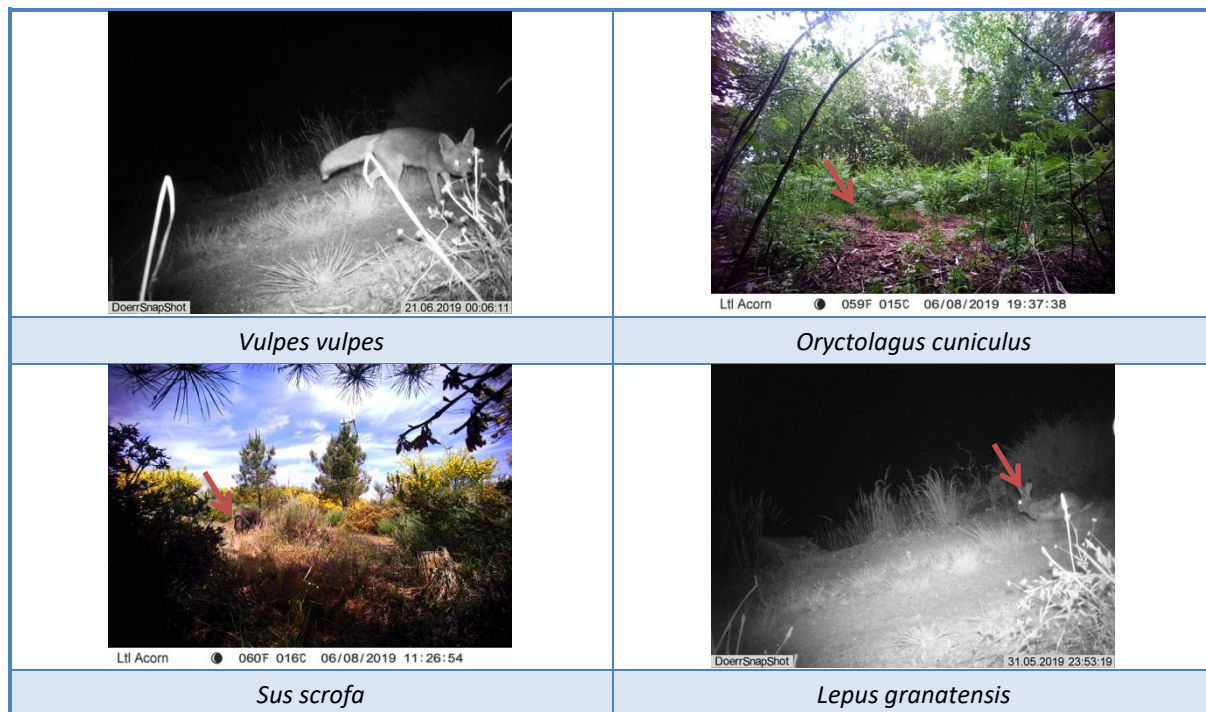 DoerrSnapShot 21.06.2019 00:06:11
Ltl Acorn 059F 015C 06/08/2019 19:37:38
Vulpes vulpes
Oryctolagus cuniculus
Ltl Acorn 060F 016C 06/08/2019 11:26:54
DoerrSnapShot 31.05.2019 23:53:19
Sus scrofa
Lepus granatensis